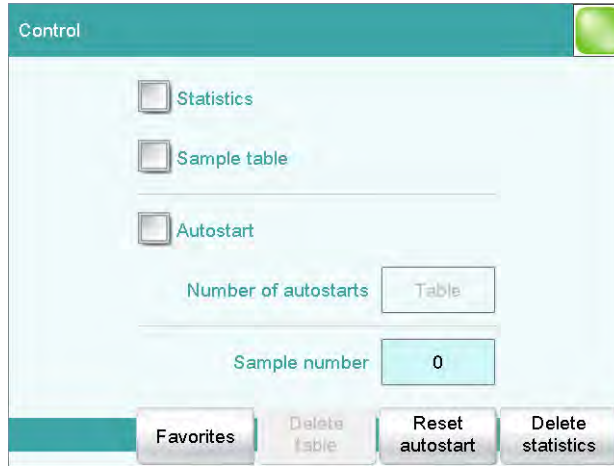 Control
Statistics
Sample table
Autostart
Number of autostarts Table
Sample number 0
Favorites
Delete
table
Reset
autostart
Delete
statistics